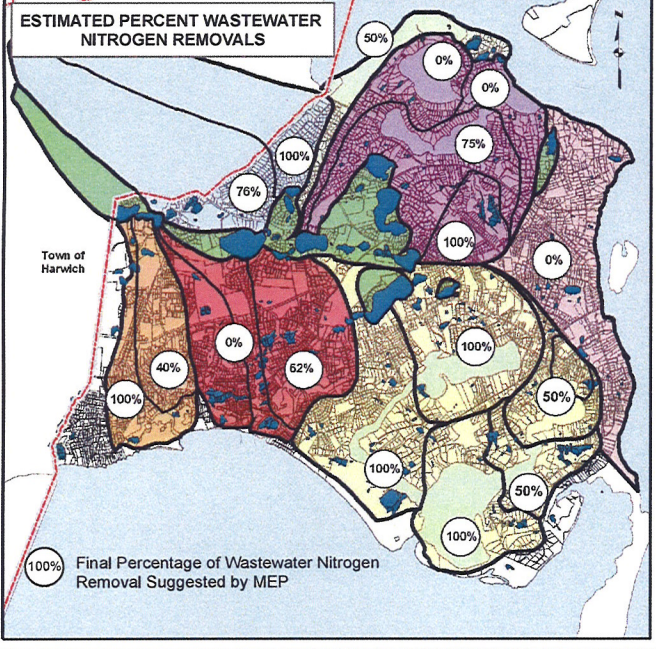 ESTIMATED PERCENT WASTEWATER
NITROGEN REMOVALS
N
50%
0%
0%
75%
100%
76%
100%
0%
Town of
Harwich
100%
0%
40%
62%
50%
100%
100%
50%
100%
100% Final Percentage of Wastewater Nitrogen
Removal Suggested by MEP